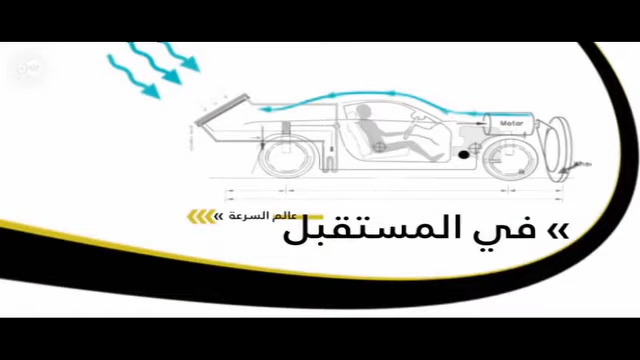 Motor
عالم السرعة »
» في المستقبل